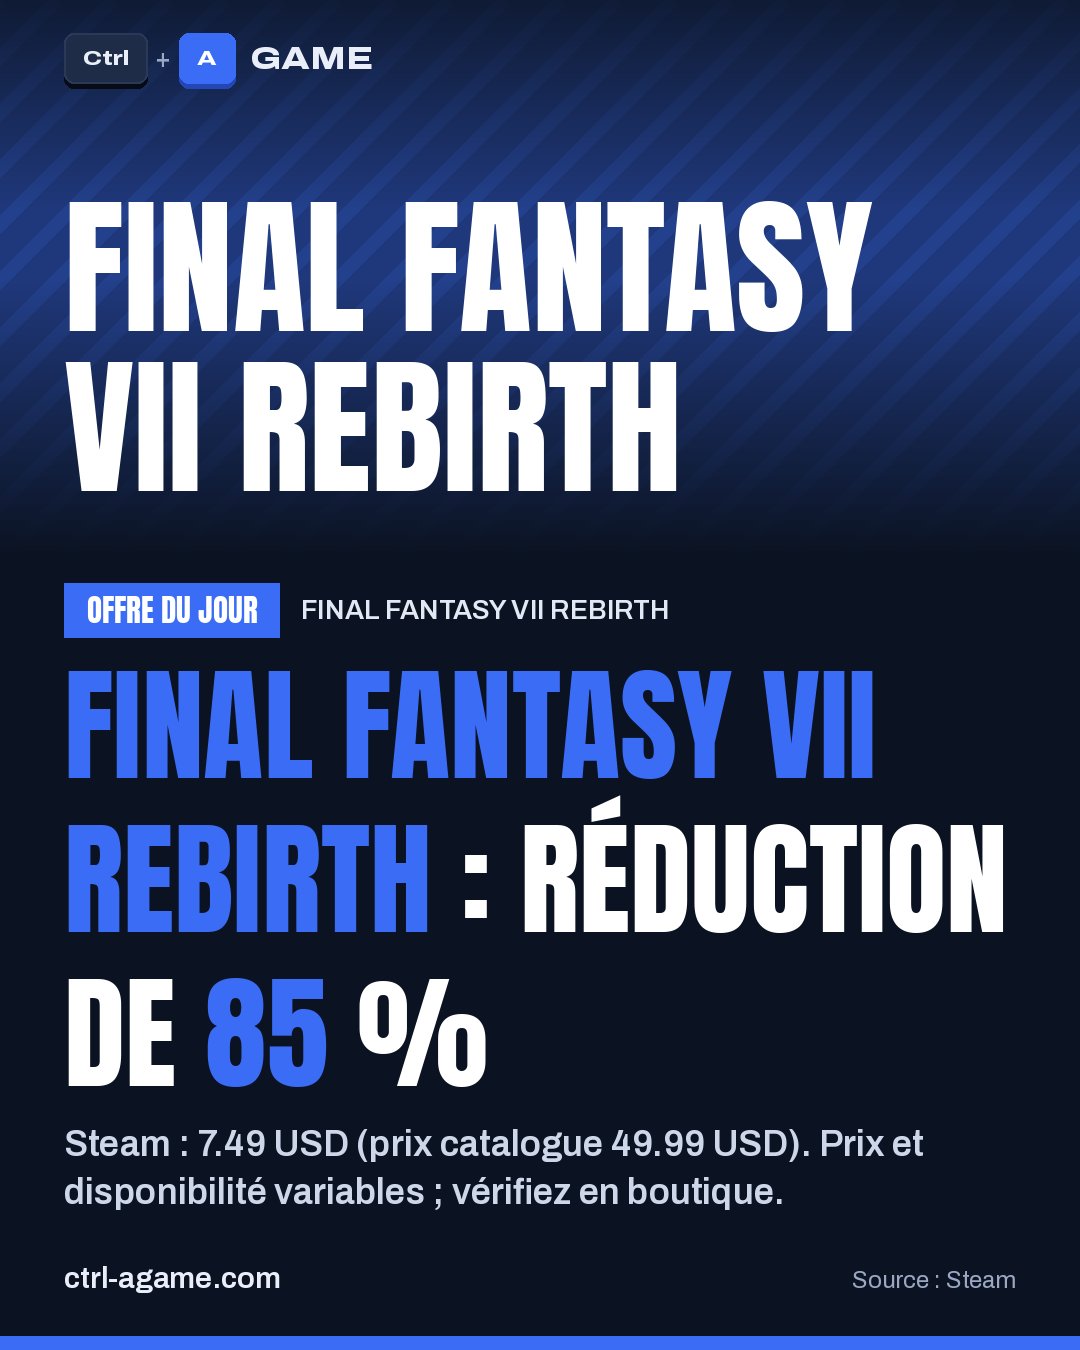 Ctrl + A GAME
FINAL FANTASY
VII REBIRTH
OFFRE DU JOUR FINAL FANTASY VII REBIRTH
FINAL FANTASY VII
REBIRTH : RÉDUCTION
DE 85 %
Steam : 7.49 USD (prix catalogue 49.99 USD). Prix et
disponibilité variables ; vérifiez en boutique.
ctrl-agame.com
Source : Steam